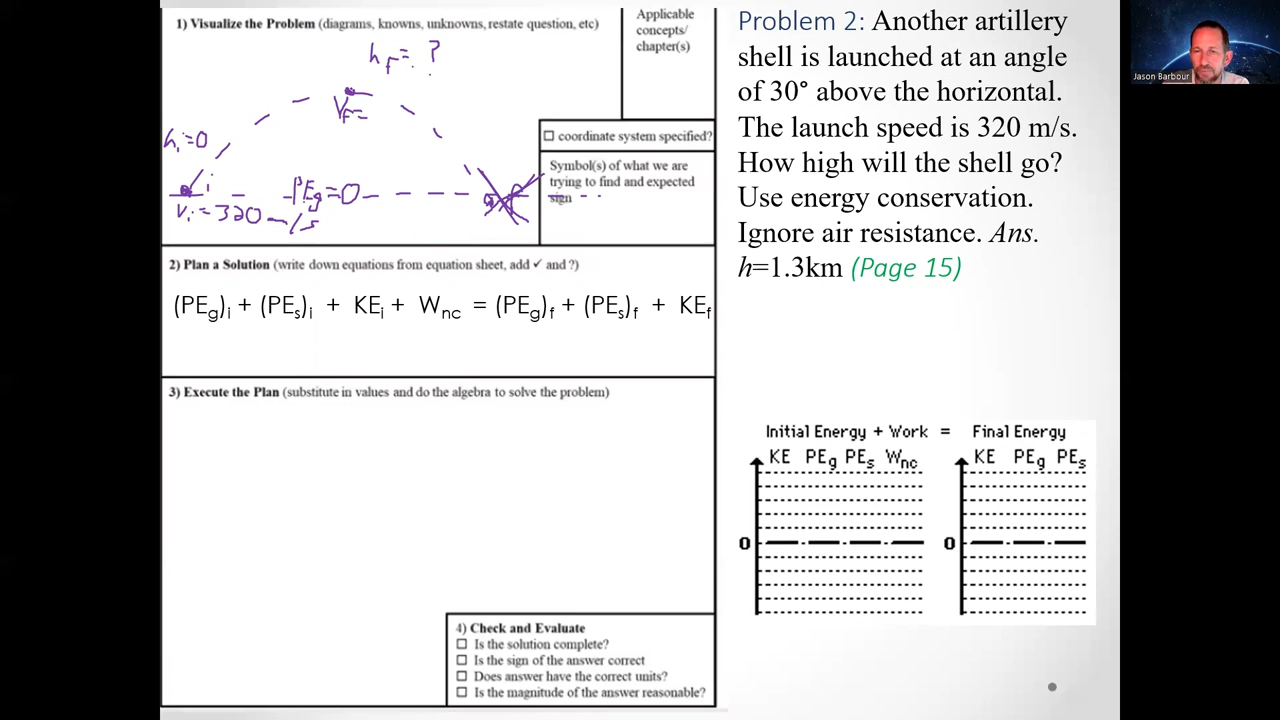 1) Visualize the Problem (diagrams, knowns, unknowns, restate question, etc)
h_f = ?
v_f =
h_i = 0
i
PE_g = 0
v_i = 320 m/s
Applicable
concepts/
chapter(s)
☐ coordinate system specified?
Symbol(s) of what we are
trying to find and expected
sign
2) Plan a Solution (write down equations from equation sheet, add ✓ and ?)
(PE_g)_i + (PE_s)_i + KE_i + W_nc = (PE_g)_f + (PE_s)_f + KE_f
3) Execute the Plan (substitute in values and do the algebra to solve the problem)
4) Check and Evaluate
☐ Is the solution complete?
☐ Is the sign of the answer correct
☐ Does answer have the correct units?
☐ Is the magnitude of the answer reasonable?
Problem 2: Another artillery
shell is launched at an angle
of 30° above the horizontal.
The launch speed is 320 m/s.
How high will the shell go?
Use energy conservation.
Ignore air resistance. Ans.
h=1.3km (Page 15)
Initial Energy + Work = Final Energy
KE PE_g PE_s W_nc KE PE_g PE_s
0 0
Jason Barbour